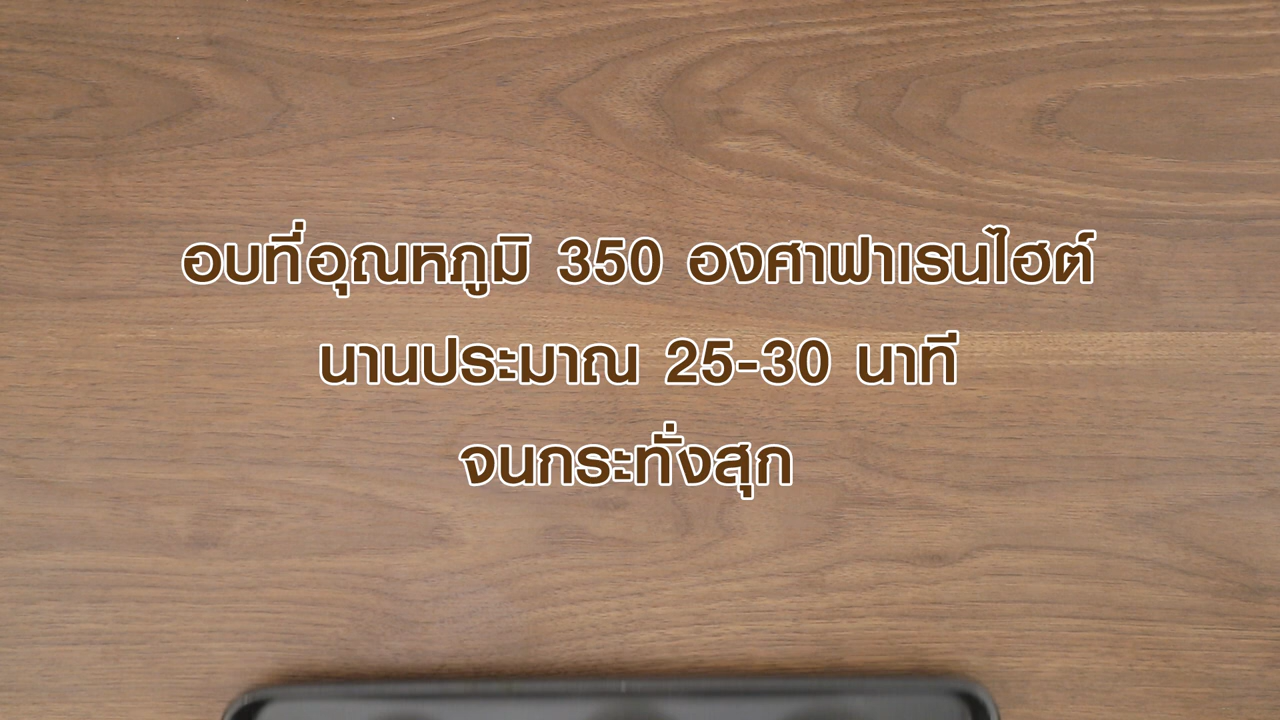 อบที่อุณหภูมิ 350 องศาฟาเรนไฮต์
นานประมาณ 25-30 นาที
จนกระทั่งสุก